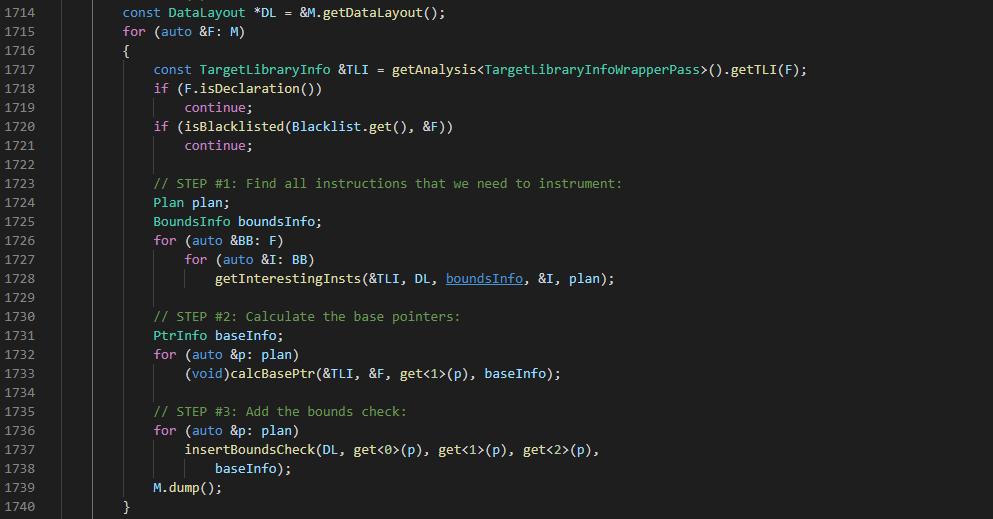 1714 const DataLayout *DL = &M.getDataLayout();
1715 for (auto &F: M)
1716 {
1717 const TargetLibraryInfo &TLI = getAnalysis<TargetLibraryInfoWrapperPass>().getTLI(F);
1718 if (F.isDeclaration())
1719 continue;
1720 if (isBlacklisted(Blacklist.get(), &F))
1721 continue;
1722
1723 // STEP #1: Find all instructions that we need to instrument:
1724 Plan plan;
1725 BoundsInfo boundsInfo;
1726 for (auto &BB: F)
1727 for (auto &I: BB)
1728 getInterestingInsts(&TLI, DL, boundsInfo, &I, plan);
1729
1730 // STEP #2: Calculate the base pointers:
1731 PtrInfo baseInfo;
1732 for (auto &p: plan)
1733 (void)calcBasePtr(&TLI, &F, get<1>(p), baseInfo);
1734
1735 // STEP #3: Add the bounds check:
1736 for (auto &p: plan)
1737 insertBoundsCheck(DL, get<0>(p), get<1>(p), get<2>(p),
1738 baseInfo);
1739 M.dump();
1740 }